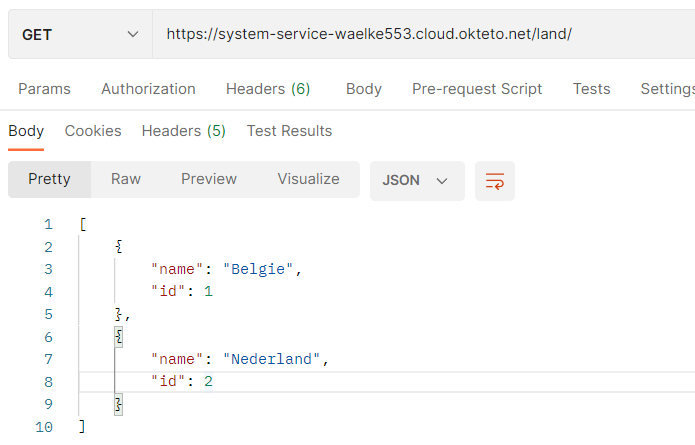 GET https://system-service-waelke553.cloud.okteto.net/land/
Params Authorization Headers (6) Body Pre-request Script Tests Settings
Body Cookies Headers (5) Test Results
Pretty Raw Preview Visualize JSON
1 [
2 {
3 "name": "Belgie",
4 "id": 1
5 },
6 {
7 "name": "Nederland",
8 "id": 2
9 }
10 ]